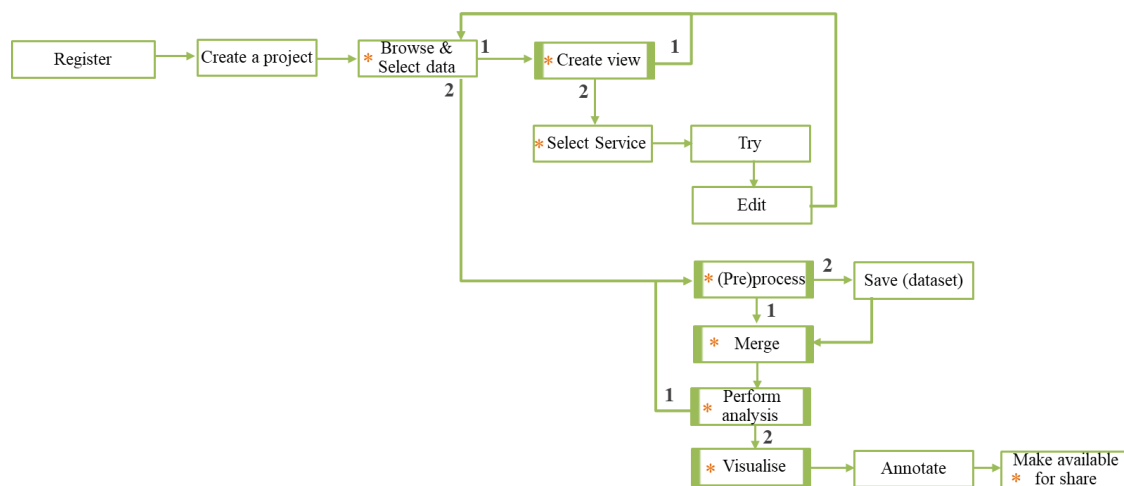 Register
Create a project
* Browse &
Select data
1
2
* Create view
1
2
* Select Service
Try
Edit
* (Pre)process
2
Save (dataset)
1
* Merge
1
* Perform
analysis
2
* Visualise
Annotate
Make available
* for share